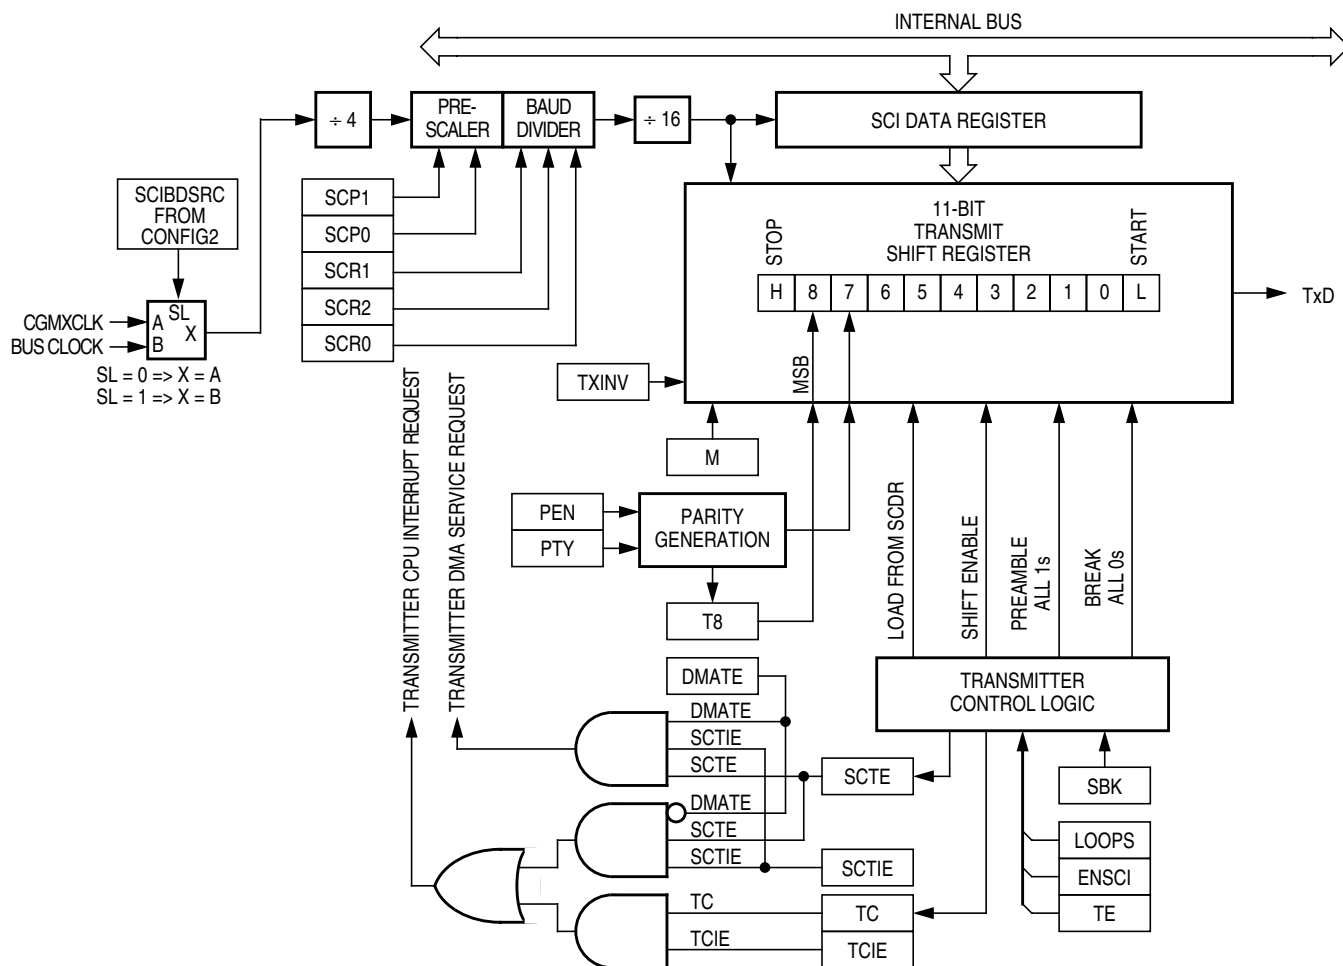 INTERNAL BUS
÷ 4
PRE-
SCALER
BAUD
DIVIDER
÷ 16
SCI DATA REGISTER
SCIBDSRC
FROM
CONFIG2
SCP1
SCP0
SCR1
SCR2
SCR0
SL
A
X
B
CGMXCLK
BUS CLOCK
SL = 0 => X = A
SL = 1 => X = B
11-BIT
TRANSMIT
SHIFT REGISTER
STOP
START
H 8 7 6 5 4 3 2 1 0 L
TxD
TXINV
MSB
M
TRANSMITTER CPU INTERRUPT REQUEST
TRANSMITTER DMA SERVICE REQUEST
PEN
PTY
PARITY
GENERATION
T8
LOAD FROM SCDR
SHIFT ENABLE
PREAMBLE
ALL 1s
BREAK
ALL 0s
TRANSMITTER
CONTROL LOGIC
DMATE
DMATE
SCTIE
SCTE
SCTE
SBK
DMATE
SCTE
SCTIE
SCTIE
LOOPS
ENSCI
TE
TC
TC
TCIE
TCIE